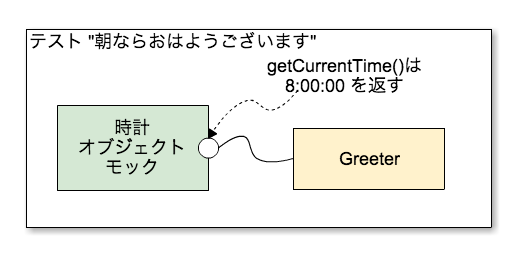 テスト "朝ならおはようございます"
getCurrentTime()は
8:00:00 を返す
時計
オブジェクト
モック
Greeter